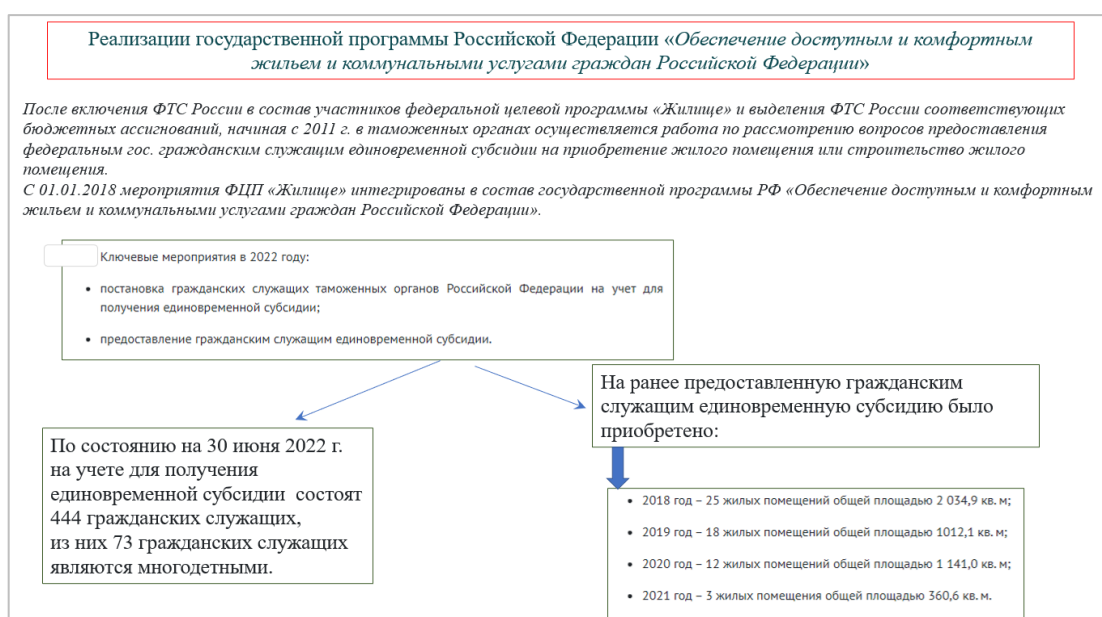 Реализации государственной программы Российской Федерации «Обеспечение доступным и комфортным
жильем и коммунальными услугами граждан Российской Федерации»
После включения ФТС России в состав участников федеральной целевой программы «Жилище» и выделения ФТС России соответствующих
бюджетных ассигнований, начиная с 2011 г. в таможенных органах осуществляется работа по рассмотрению вопросов предоставления
федеральным гос. гражданским служащим единовременной субсидии на приобретение жилого помещения или строительство жилого
помещения.
С 01.01.2018 мероприятия ФЦП «Жилище» интегрированы в состав государственной программы РФ «Обеспечение доступным и комфортным
жильем и коммунальными услугами граждан Российской Федерации».
Ключевые мероприятия в 2022 году:
• постановка гражданских служащих таможенных органов Российской Федерации на учет для
получения единовременной субсидии;
• предоставление гражданским служащим единовременной субсидии.
По состоянию на 30 июня 2022 г.
на учете для получения
единовременной субсидии состоят
444 гражданских служащих,
из них 73 гражданских служащих
являются многодетными.
На ранее предоставленную гражданским
служащим единовременную субсидию было
приобретено:
• 2018 год – 25 жилых помещений общей площадью 2 034,9 кв. м;
• 2019 год – 18 жилых помещений общей площадью 1012,1 кв. м;
• 2020 год – 12 жилых помещений общей площадью 1 141,0 кв. м;
• 2021 год – 3 жилых помещения общей площадью 360,6 кв. м.